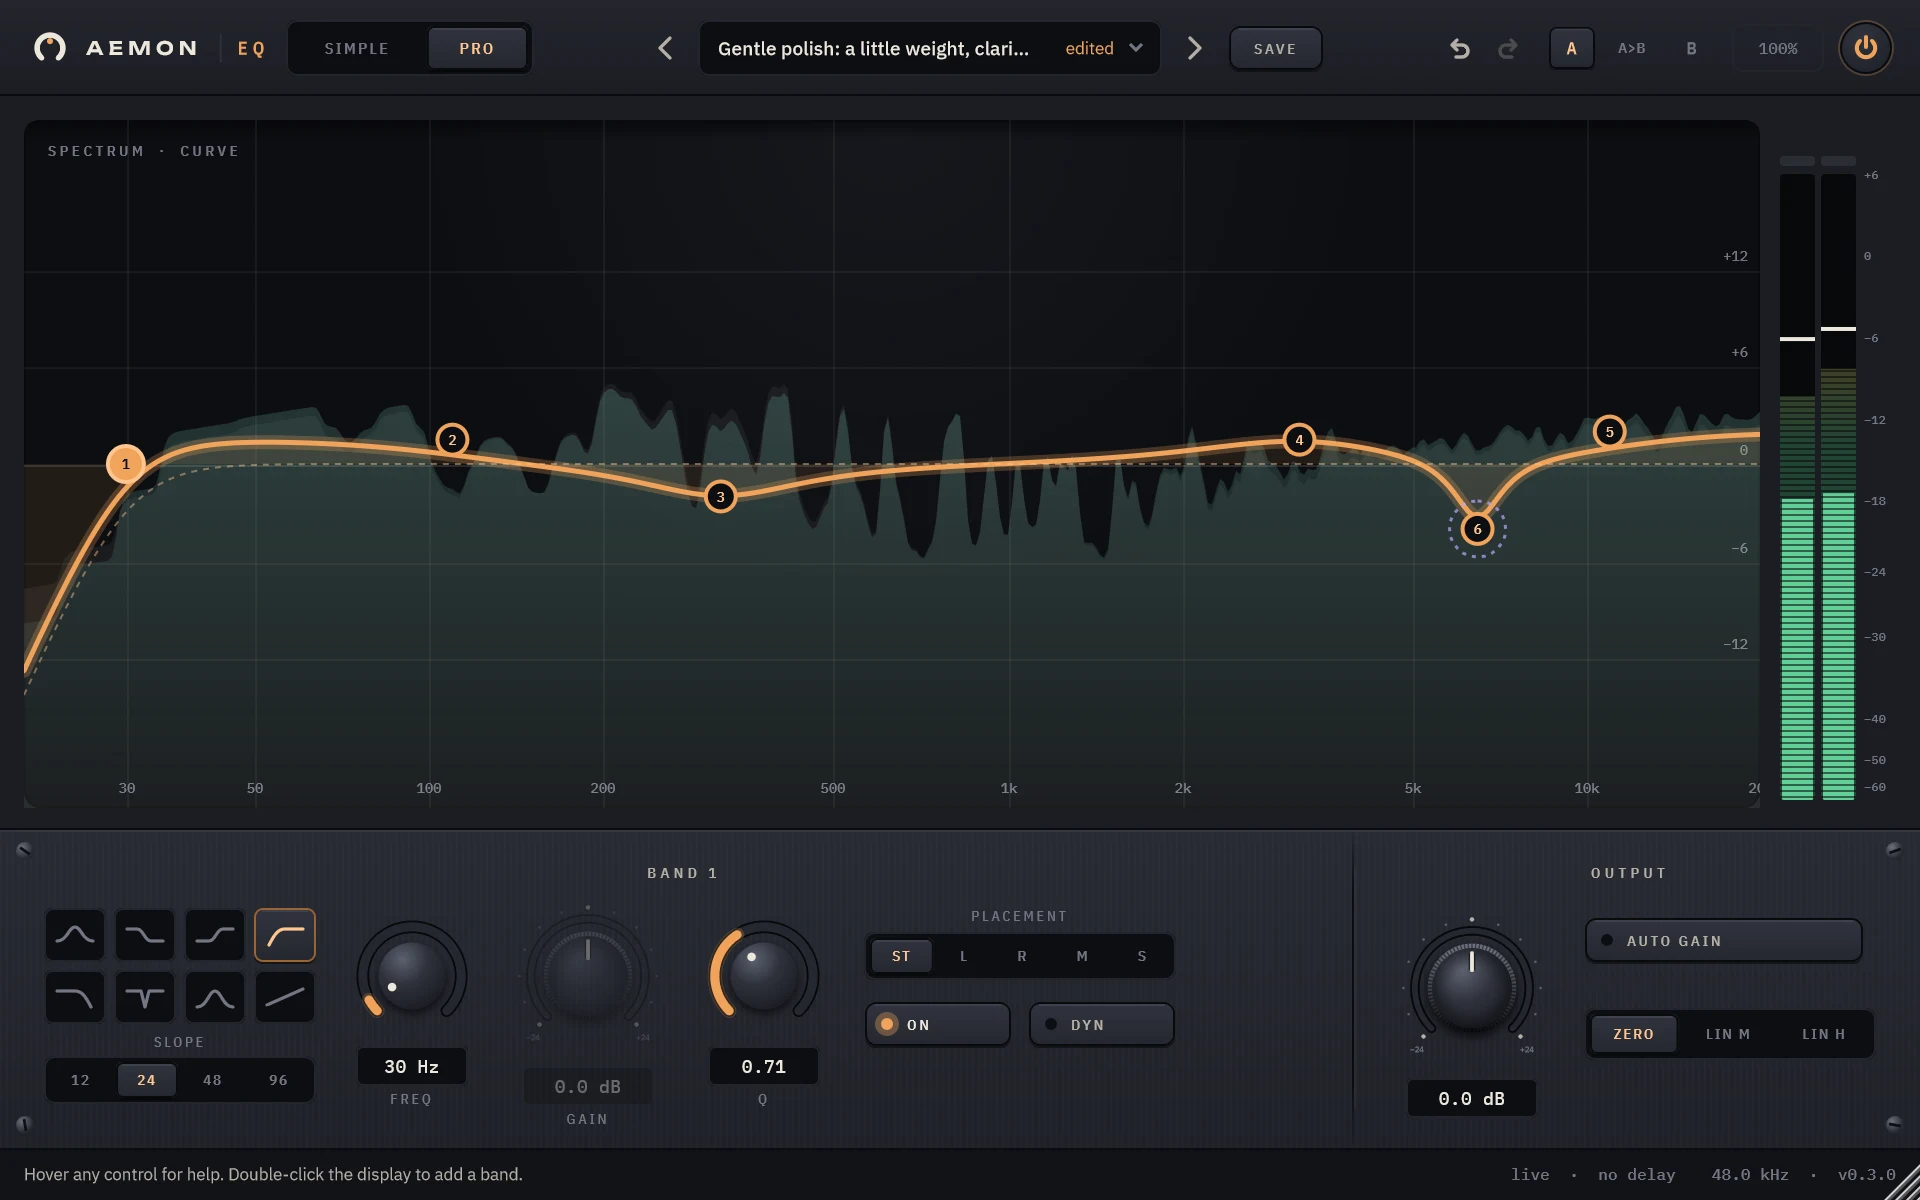 AEMON EQ SIMPLE PRO Gentle polish: a little weight, clari... edited SAVE A A>B B 100%
SPECTRUM · CURVE
+12
+6
0
−6
−12
1 2 3 4 5 6
30 50 100 200 500 1k 2k 5k 10k
+6
0
−6
−12
−18
−24
−30
−40
−50
−60
BAND 1
SLOPE
12 24 48 96
30 Hz
FREQ
−24 +24
0.0 dB
GAIN
0.71
Q
PLACEMENT
ST L R M S
ON DYN
OUTPUT
−24 +24
0.0 dB
AUTO GAIN
ZERO LIN M LIN H
Hover any control for help. Double-click the display to add a band.
live · no delay 48.0 kHz · v0.3.0